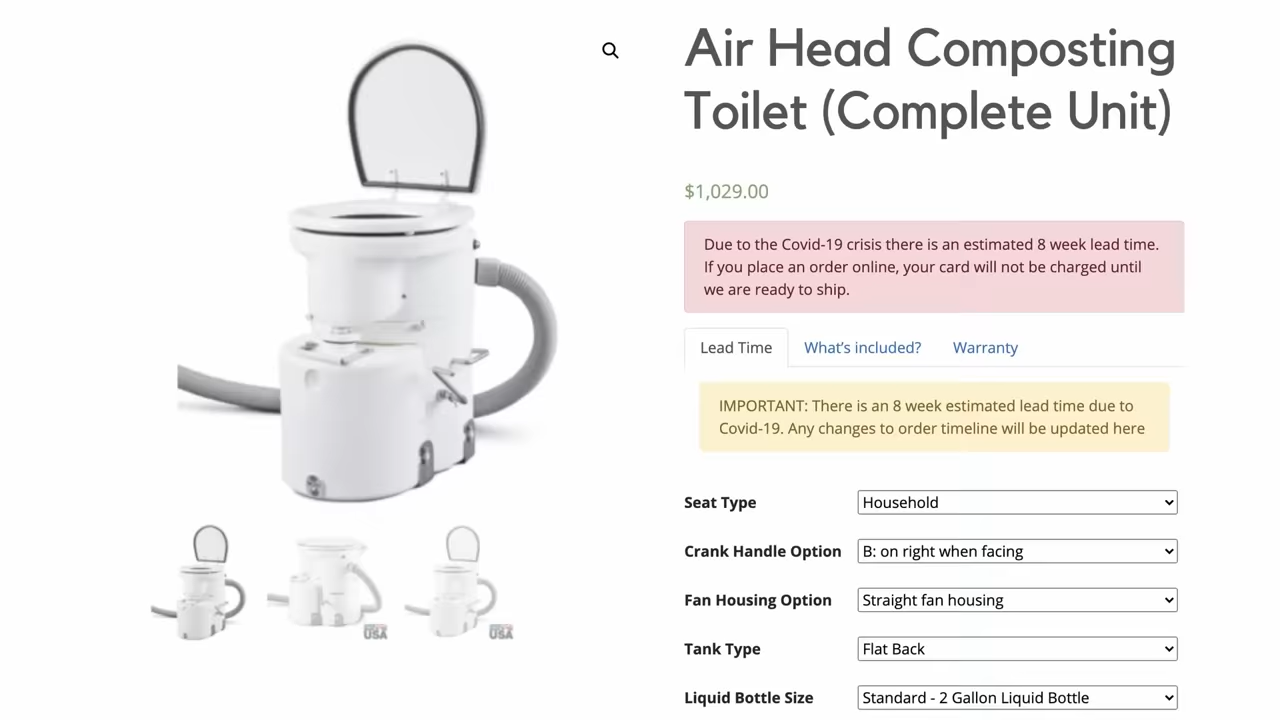 Air Head Composting
Toilet (Complete Unit)
$1,029.00
Due to the Covid-19 crisis there is an estimated 8 week lead time.
If you place an order online, your card will not be charged until
we are ready to ship.
Lead Time What's included? Warranty
IMPORTANT: There is an 8 week estimated lead time due to
Covid-19. Any changes to order timeline will be updated here
Seat Type Household
Crank Handle Option B: on right when facing
Fan Housing Option Straight fan housing
Tank Type Flat Back
Liquid Bottle Size Standard - 2 Gallon Liquid Bottle
USA
USA